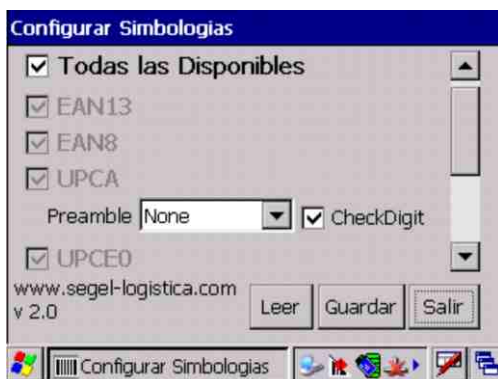 Configurar Simbologias
Todas las Disponibles
EAN13
EAN8
UPCA
Preamble None CheckDigit
UPCE0
www.segel-logistica.com
v 2.0
Leer Guardar Salir
Configurar Simbologias